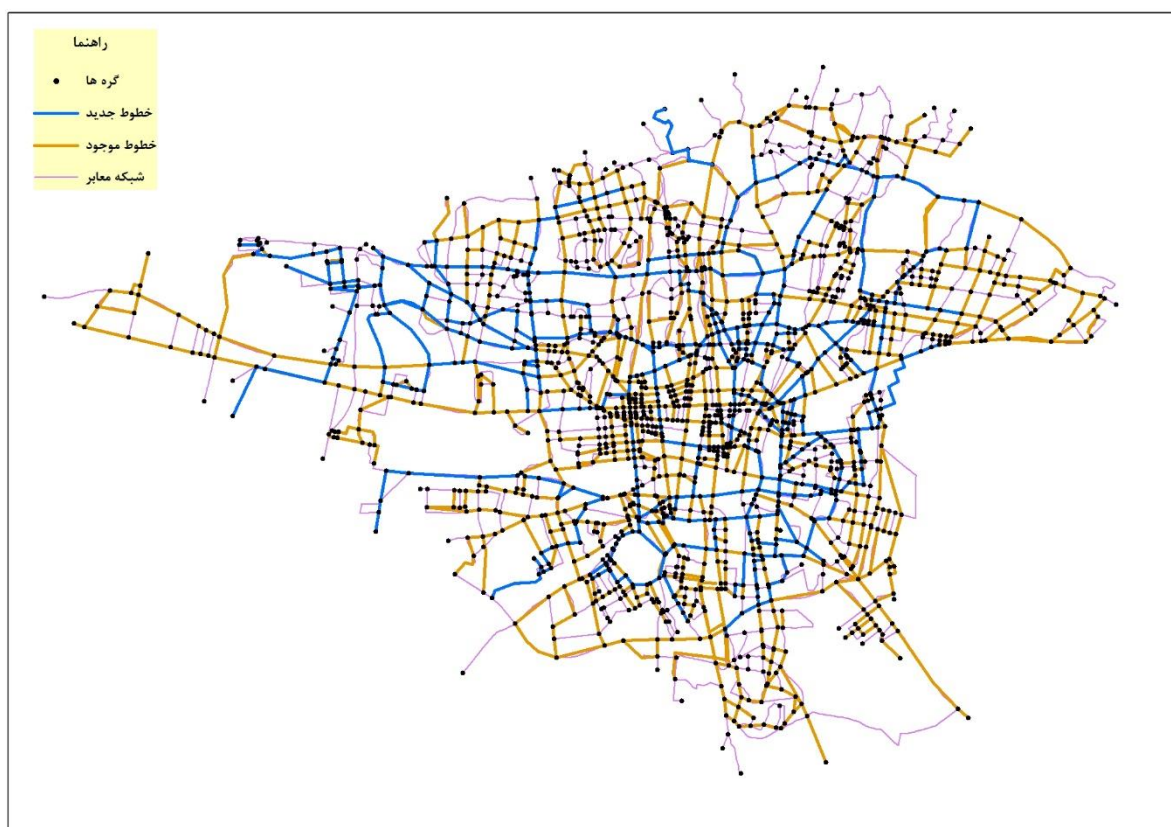 راهنما
گره ها
خطوط جدید
خطوط موجود
شبکه معابر